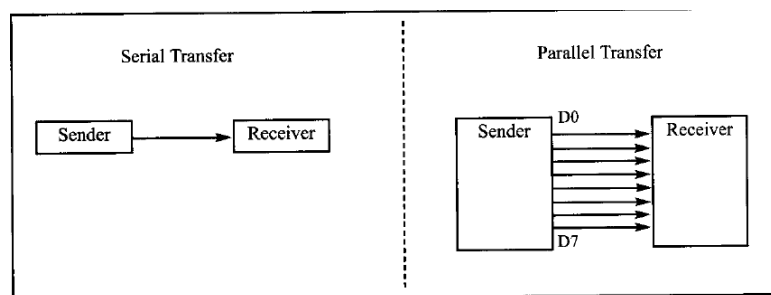 Serial Transfer
Sender
Receiver
Parallel Transfer
D0
Sender
Receiver
D7